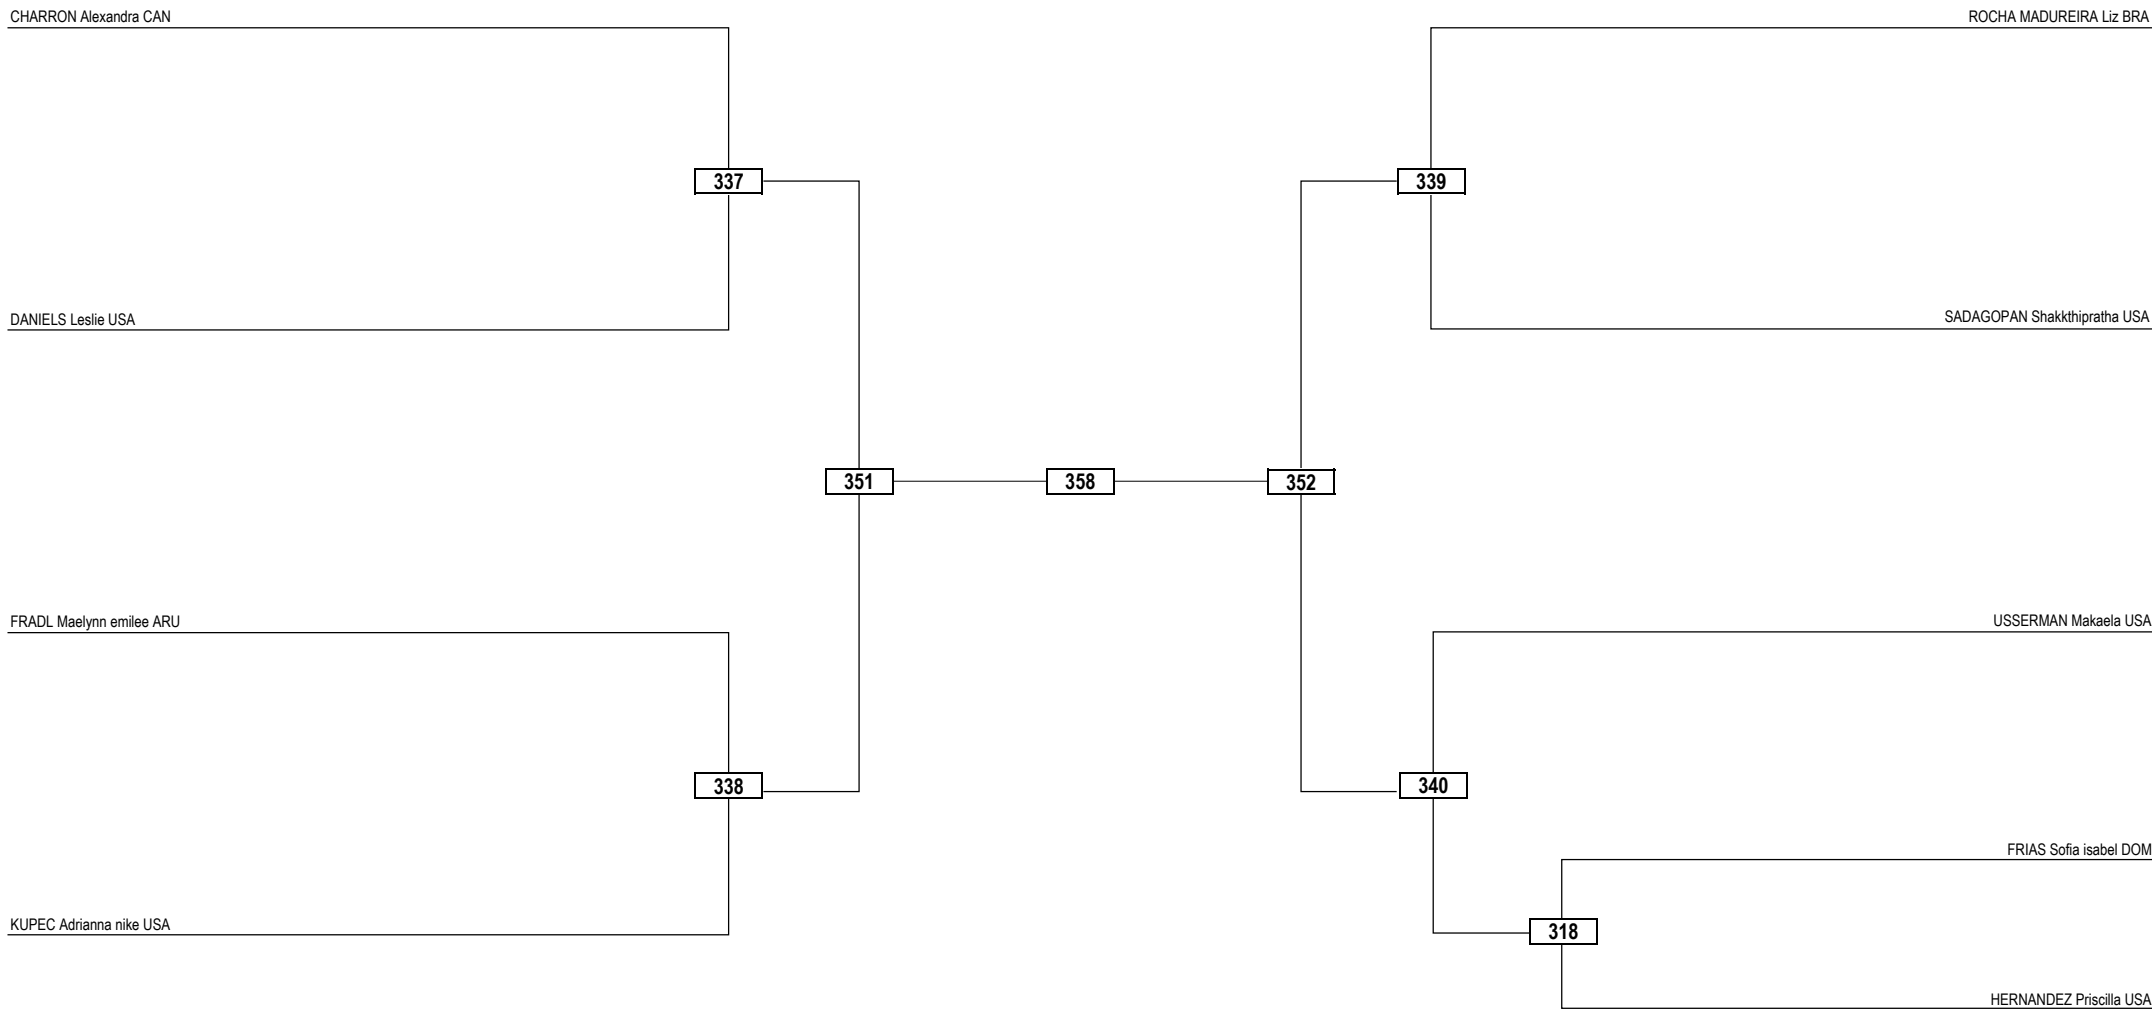 CHARRON Alexandra CAN
ROCHA MADUREIRA Liz BRA
337
339
DANIELS Leslie USA
SADAGOPAN Shakkthipratha USA
351
358
352
FRADL Maelynn emilee ARU
USSERMAN Makaela USA
338
340
FRIAS Sofia isabel DOM
KUPEC Adrianna nike USA
318
HERNANDEZ Priscilla USA